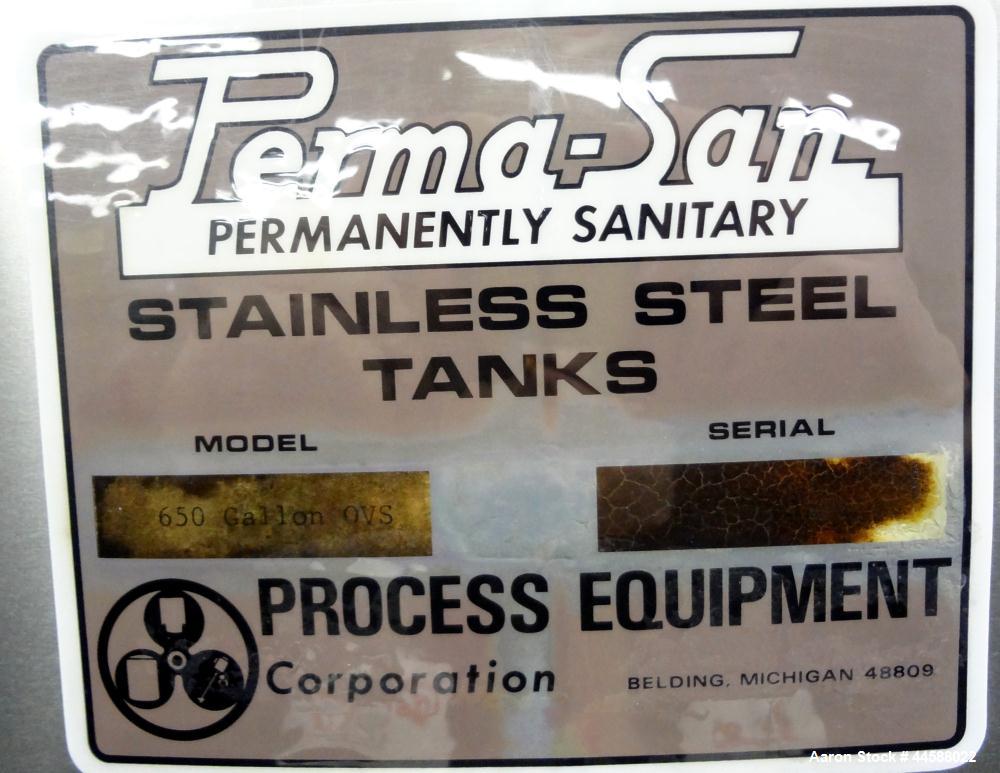 Perma-San
PERMANENTLY SANITARY
STAINLESS STEEL
TANKS
MODEL
SERIAL
650 Gallon OVS
PROCESS EQUIPMENT
Corporation
BELDING, MICHIGAN 48809
Aaron Stock # 44588022